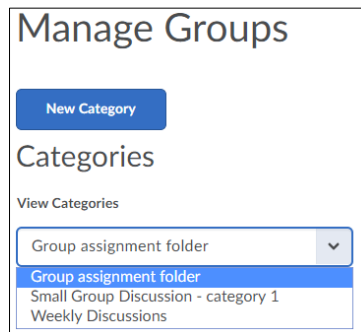 Manage Groups
New Category
Categories
View Categories
Group assignment folder
Group assignment folder
Small Group Discussion - category 1
Weekly Discussions